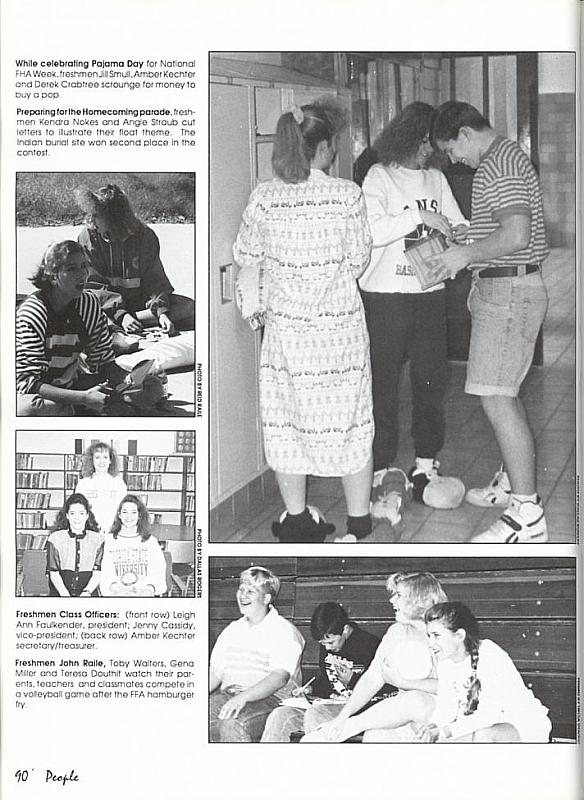 While celebrating Pajama Day for National
FHA Week, freshmen Jill Smull, Amber Kechter
and Derek Crabtree scrounge for money to
buy a pop.
Preparing for the Homecoming parade, fresh-
men Kendra Nokes and Angie Straub cut
letters to illustrate their float theme. The
Indian burial site won second place in the
contest.
PHOTO BY REID RAILE
PHOTO BY DALLAS ROGERS
Freshmen Class Officers: (front row) Leigh
Ann Faulkender, president; Jenny Cassidy,
vice-president; (back row) Amber Kechter
secretary/treasurer.
Freshmen John Raile, Toby Walters, Gena
Miller and Teresa Douthit watch their par-
ents, teachers and classmates compete in
a volleyball game after the FFA hamburger
fry.
90 People